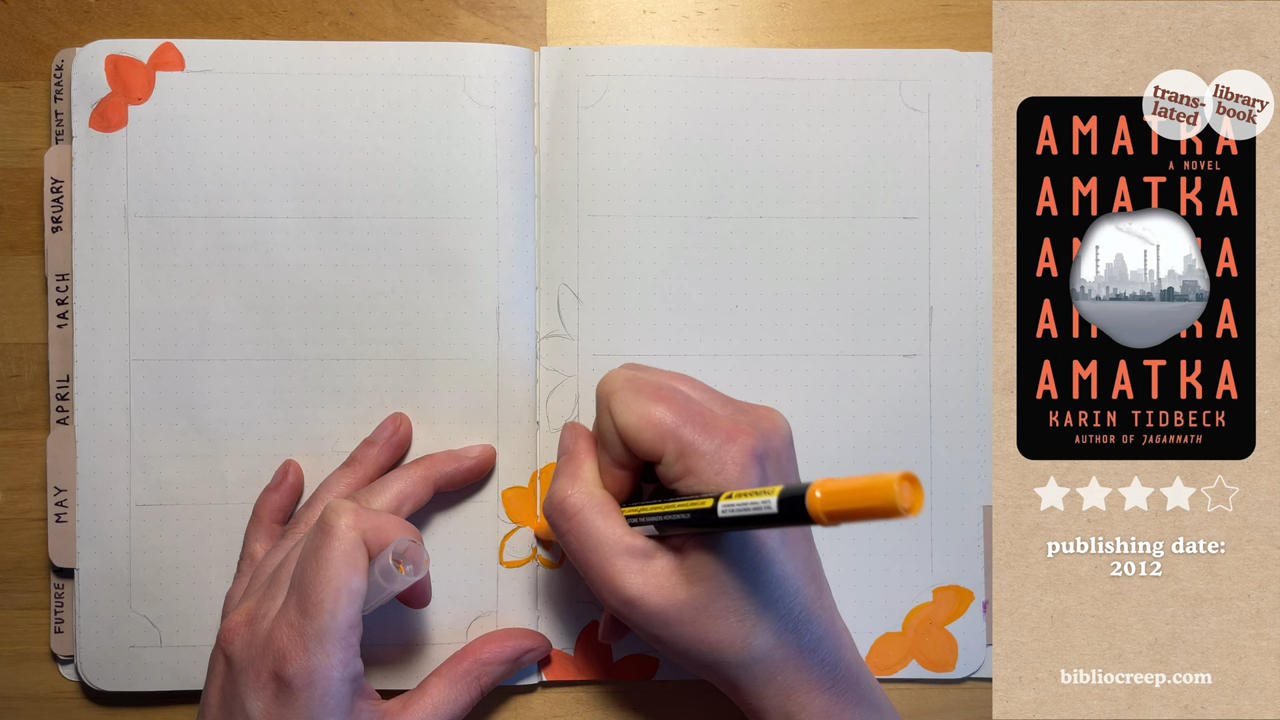 TENT TRACK.
BRUARY
MARCH
APRIL
MAY
FUTURE
WARNING
trans-
lated
library
book
AMATKA
A NOVEL
AMATKA
AMATKA
AMATKA
AMATKA
KARIN TIDBECK
AUTHOR OF JAGANNATH
publishing date:
2012
bibliocreep.com